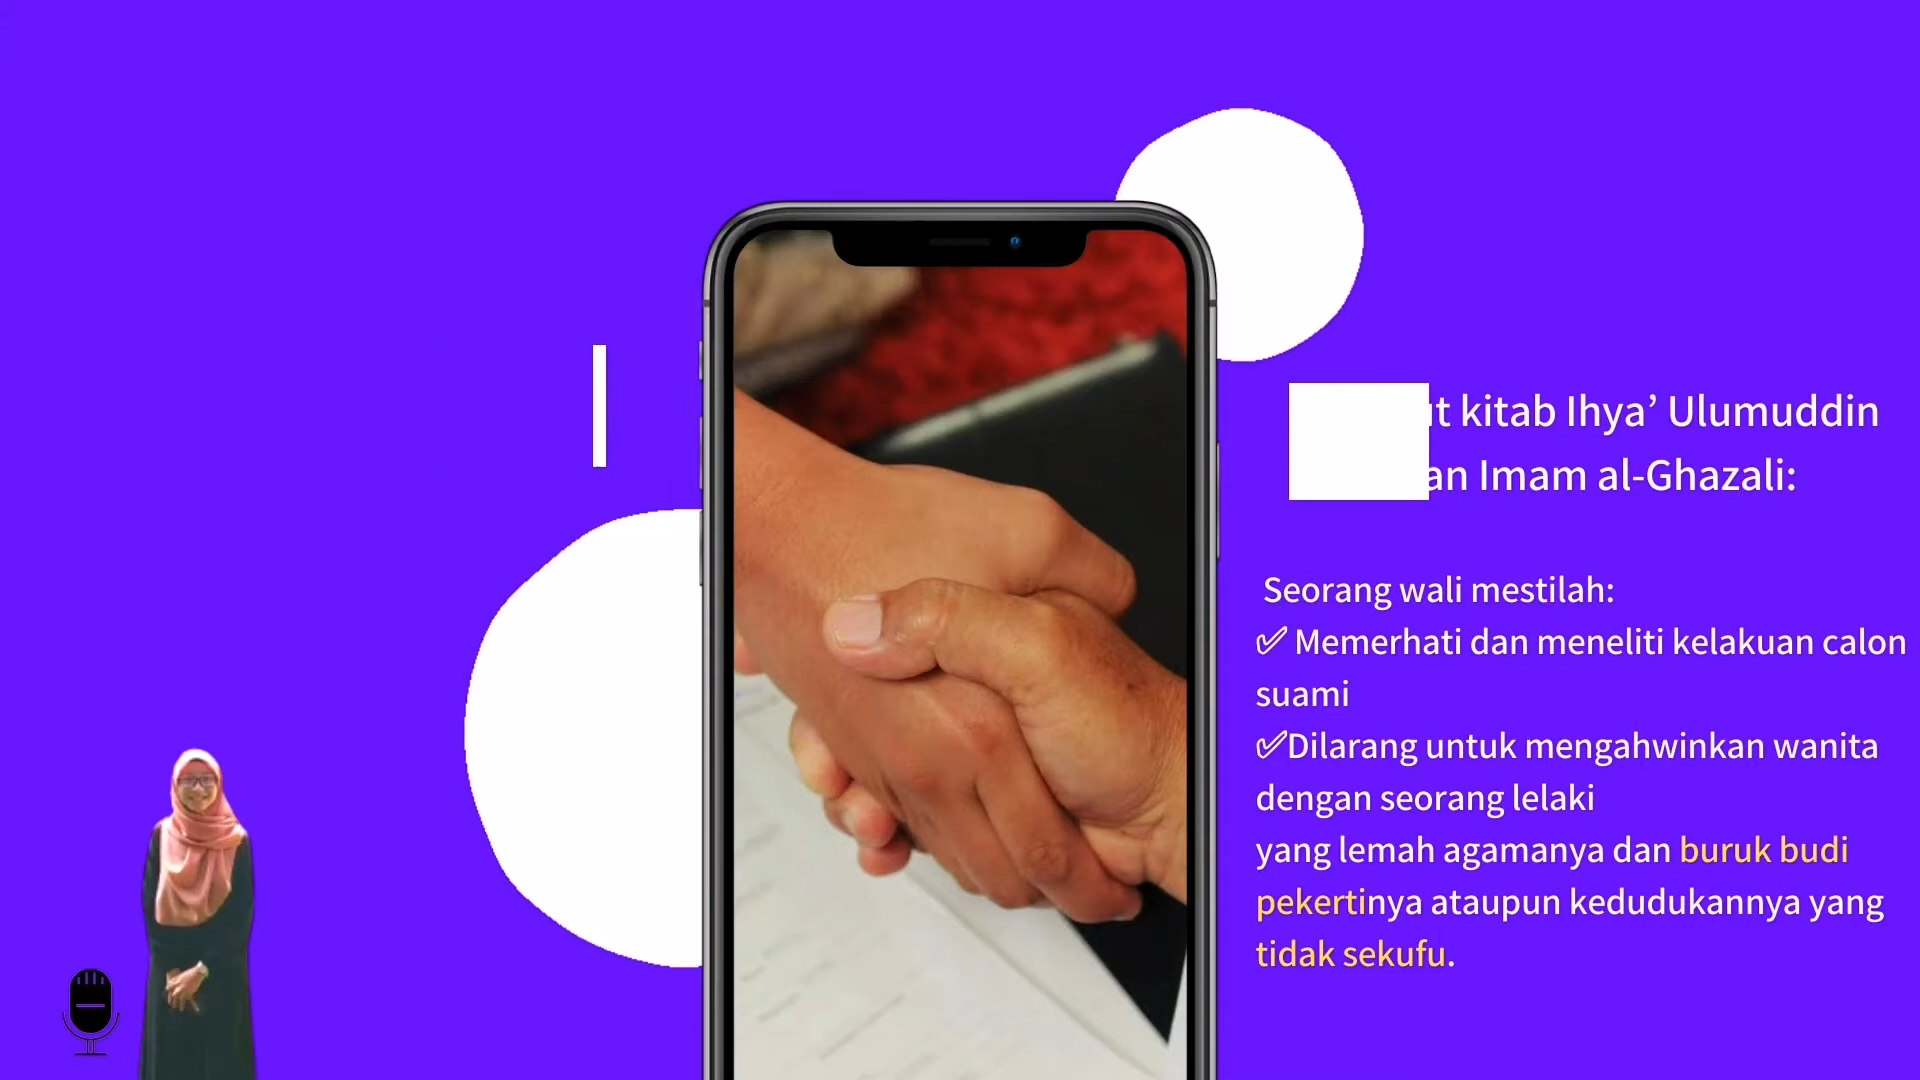 kitab Ihya’ Ulumuddin
Imam al-Ghazali:
Seorang wali mestilah:
✅ Memerhati dan meneliti kelakuan calon
suami
✅Dilarang untuk mengahwinkan wanita
dengan seorang lelaki
yang lemah agamanya dan buruk budi
pekertinya ataupun kedudukannya yang
tidak sekufu.